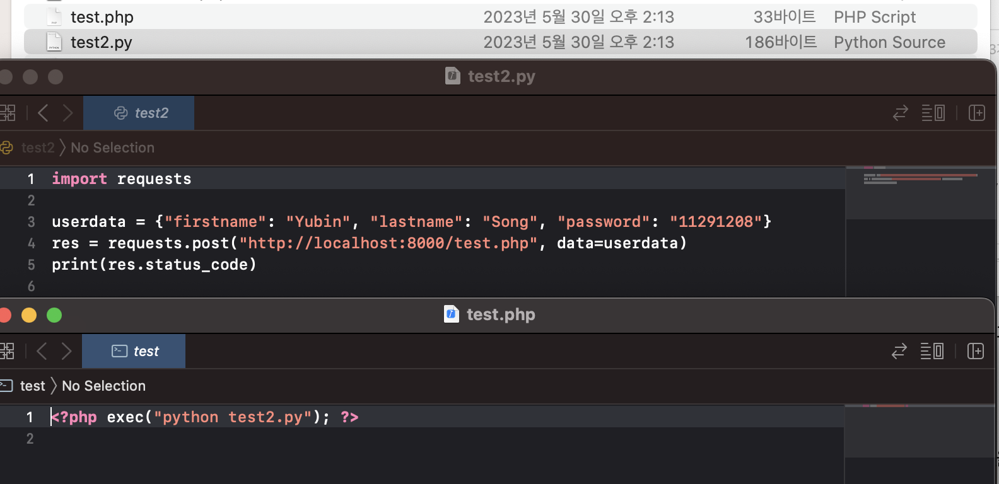 test.php 2023년 5월 30일 오후 2:13 33바이트 PHP Script
test2.py 2023년 5월 30일 오후 2:13 186바이트 Python Source
test2.py
test2
test2 〉 No Selection
1 import requests
2
3 userdata = {"firstname": "Yubin", "lastname": "Song", "password": "11291208"}
4 res = requests.post("http://localhost:8000/test.php", data=userdata)
5 print(res.status_code)
6
test.php
test
test 〉 No Selection
1 <?php exec("python test2.py"); ?>
2